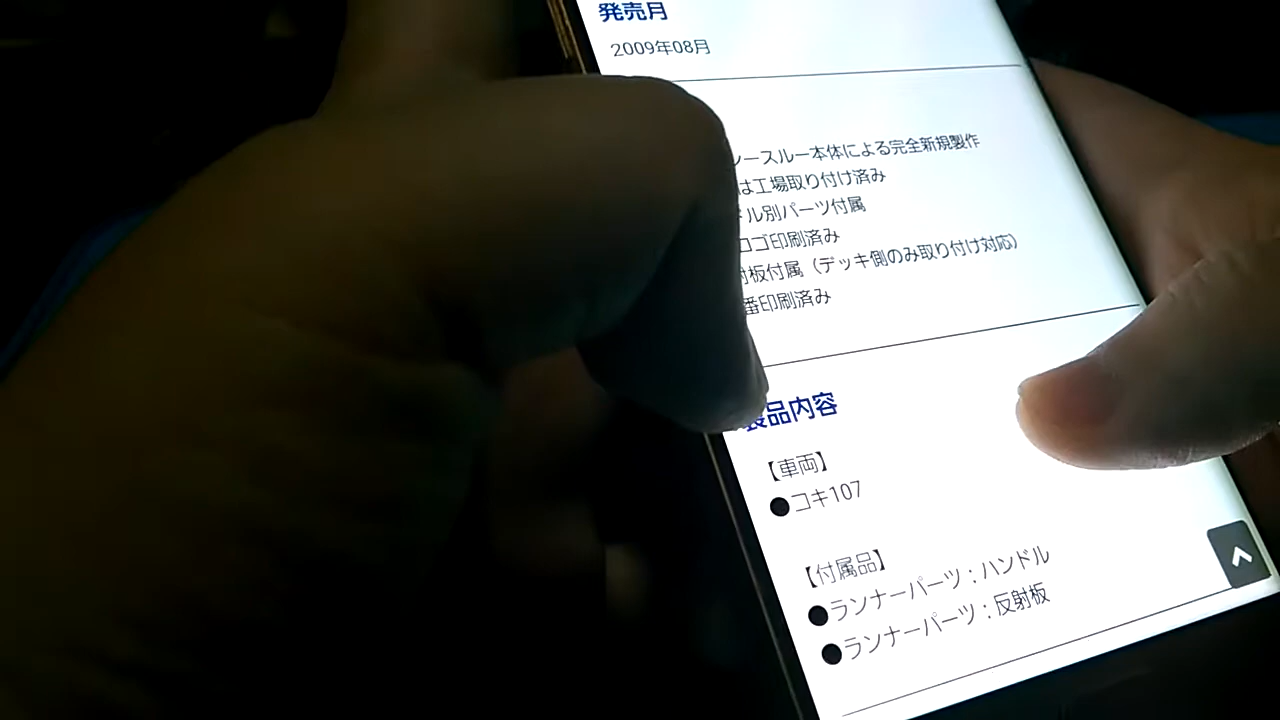 発売月
2009年08月
ースルー本体による完全新規製作
は工場取り付け済み
ル別パーツ付属
ロゴ印刷済み
板付属（デッキ側のみ取り付け対応）
番印刷済み
製品内容
【車両】
●コキ107
【付属品】
●ランナーパーツ：ハンドル
●ランナーパーツ：反射板